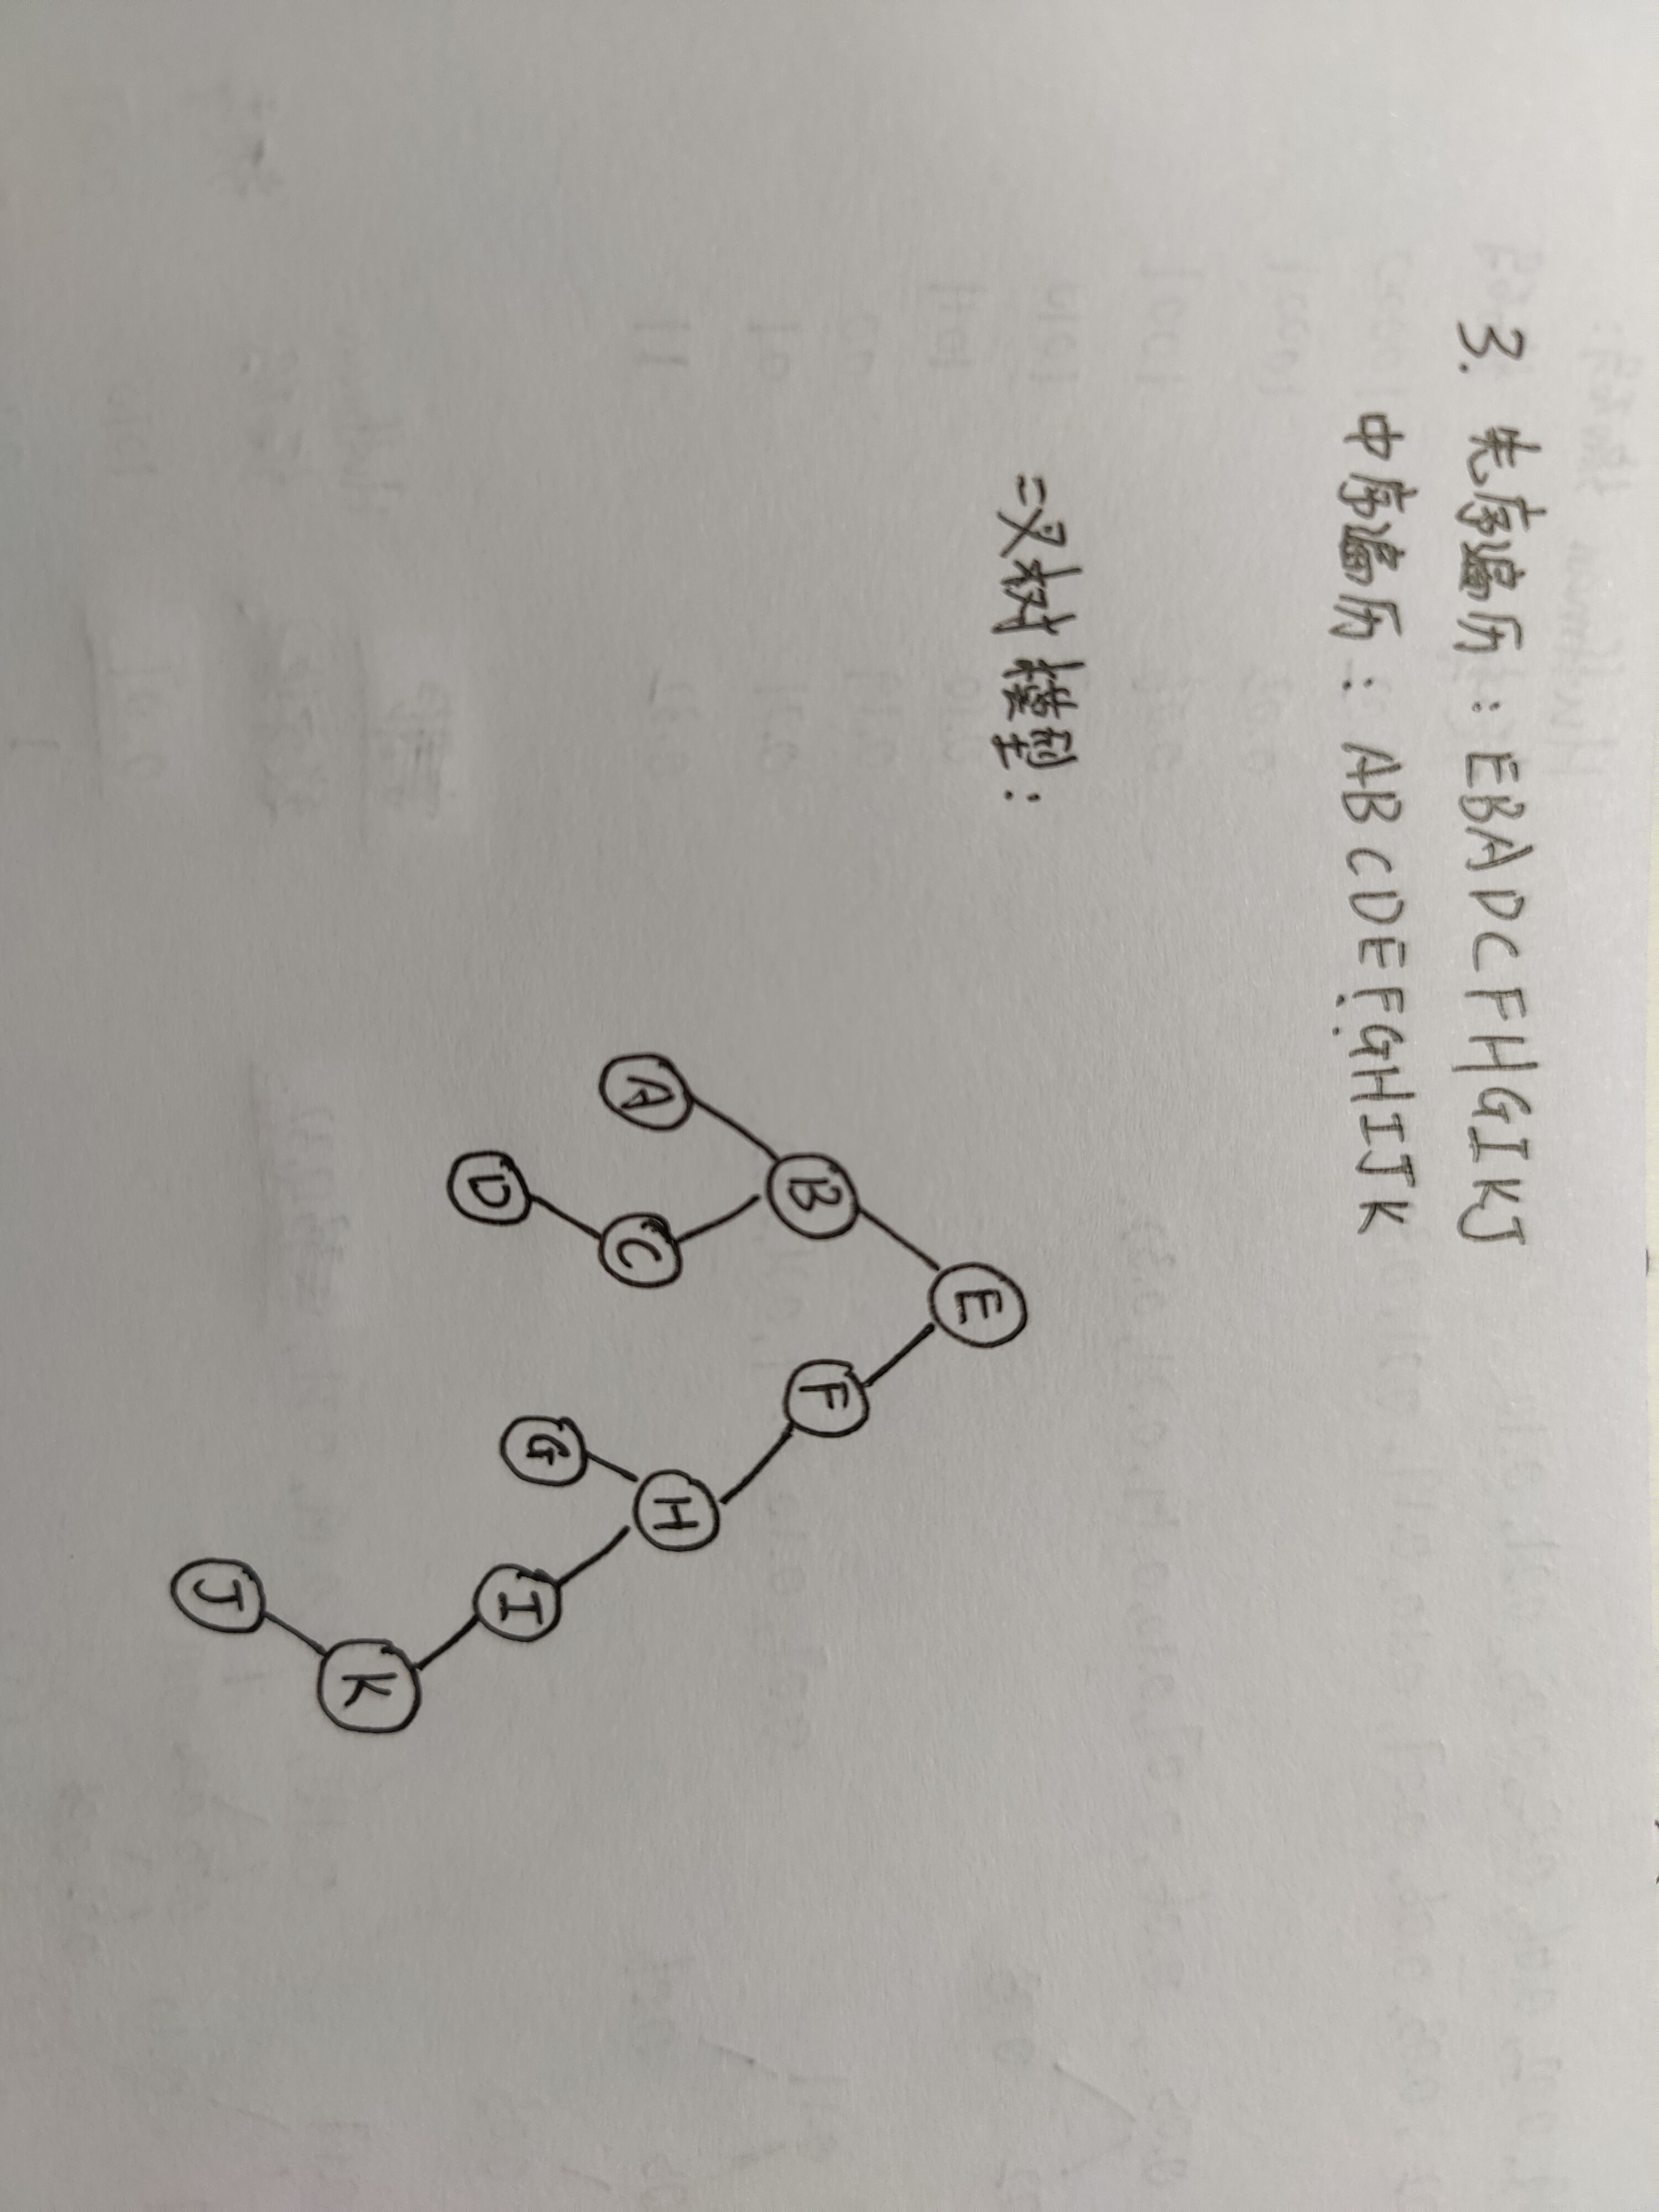 3. 先序遍历：EBADCFHGIKJ
中序遍历：ABCDEFGHIJK
二叉树模型：
E
B F
A C H
D G I
K
J